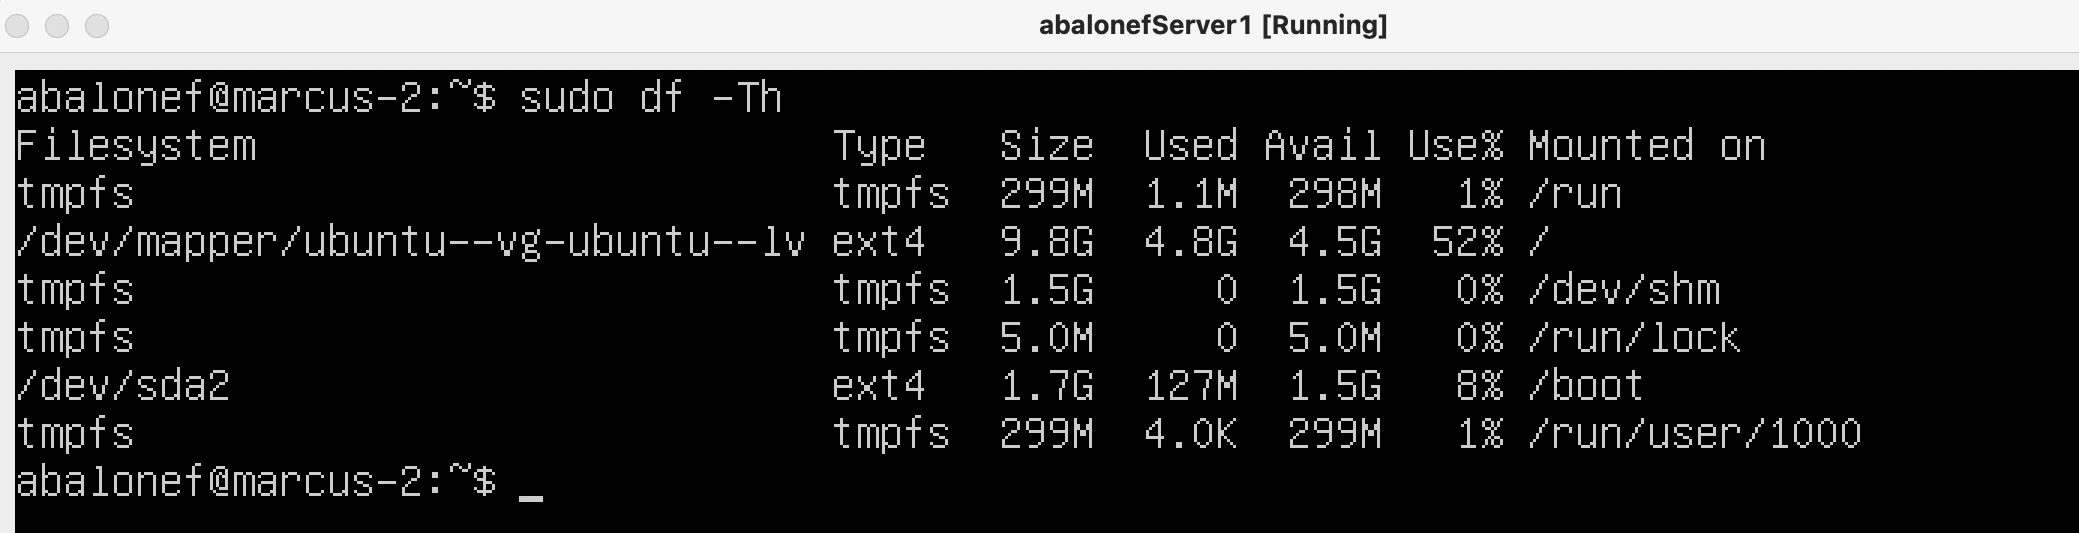 abalonefServer1 [Running]
abalonef@marcus-2:~$ sudo df -Th
Filesystem                        Type   Size  Used Avail Use% Mounted on
tmpfs                             tmpfs  299M  1.1M  298M   1% /run
/dev/mapper/ubuntu--vg-ubuntu--lv ext4   9.8G  4.8G  4.5G  52% /
tmpfs                             tmpfs  1.5G     0  1.5G   0% /dev/shm
tmpfs                             tmpfs  5.0M     0  5.0M   0% /run/lock
/dev/sda2                         ext4   1.7G  127M  1.5G   8% /boot
tmpfs                             tmpfs  299M  4.0K  299M   1% /run/user/1000
abalonef@marcus-2:~$ _